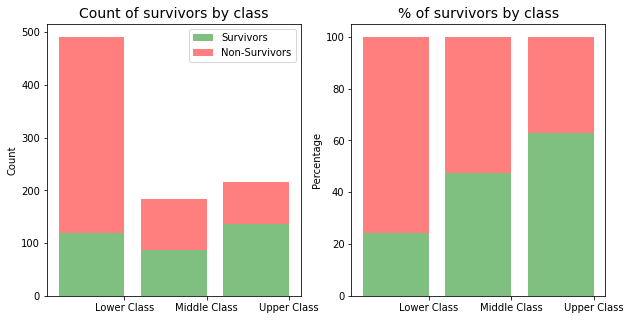 Count of survivors by class
500
400
300
200
100
0
Count
Survivors
Non-Survivors
Lower Class
Middle Class
Upper Class
% of survivors by class
100
80
60
40
20
0
Percentage
Lower Class
Middle Class
Upper Class